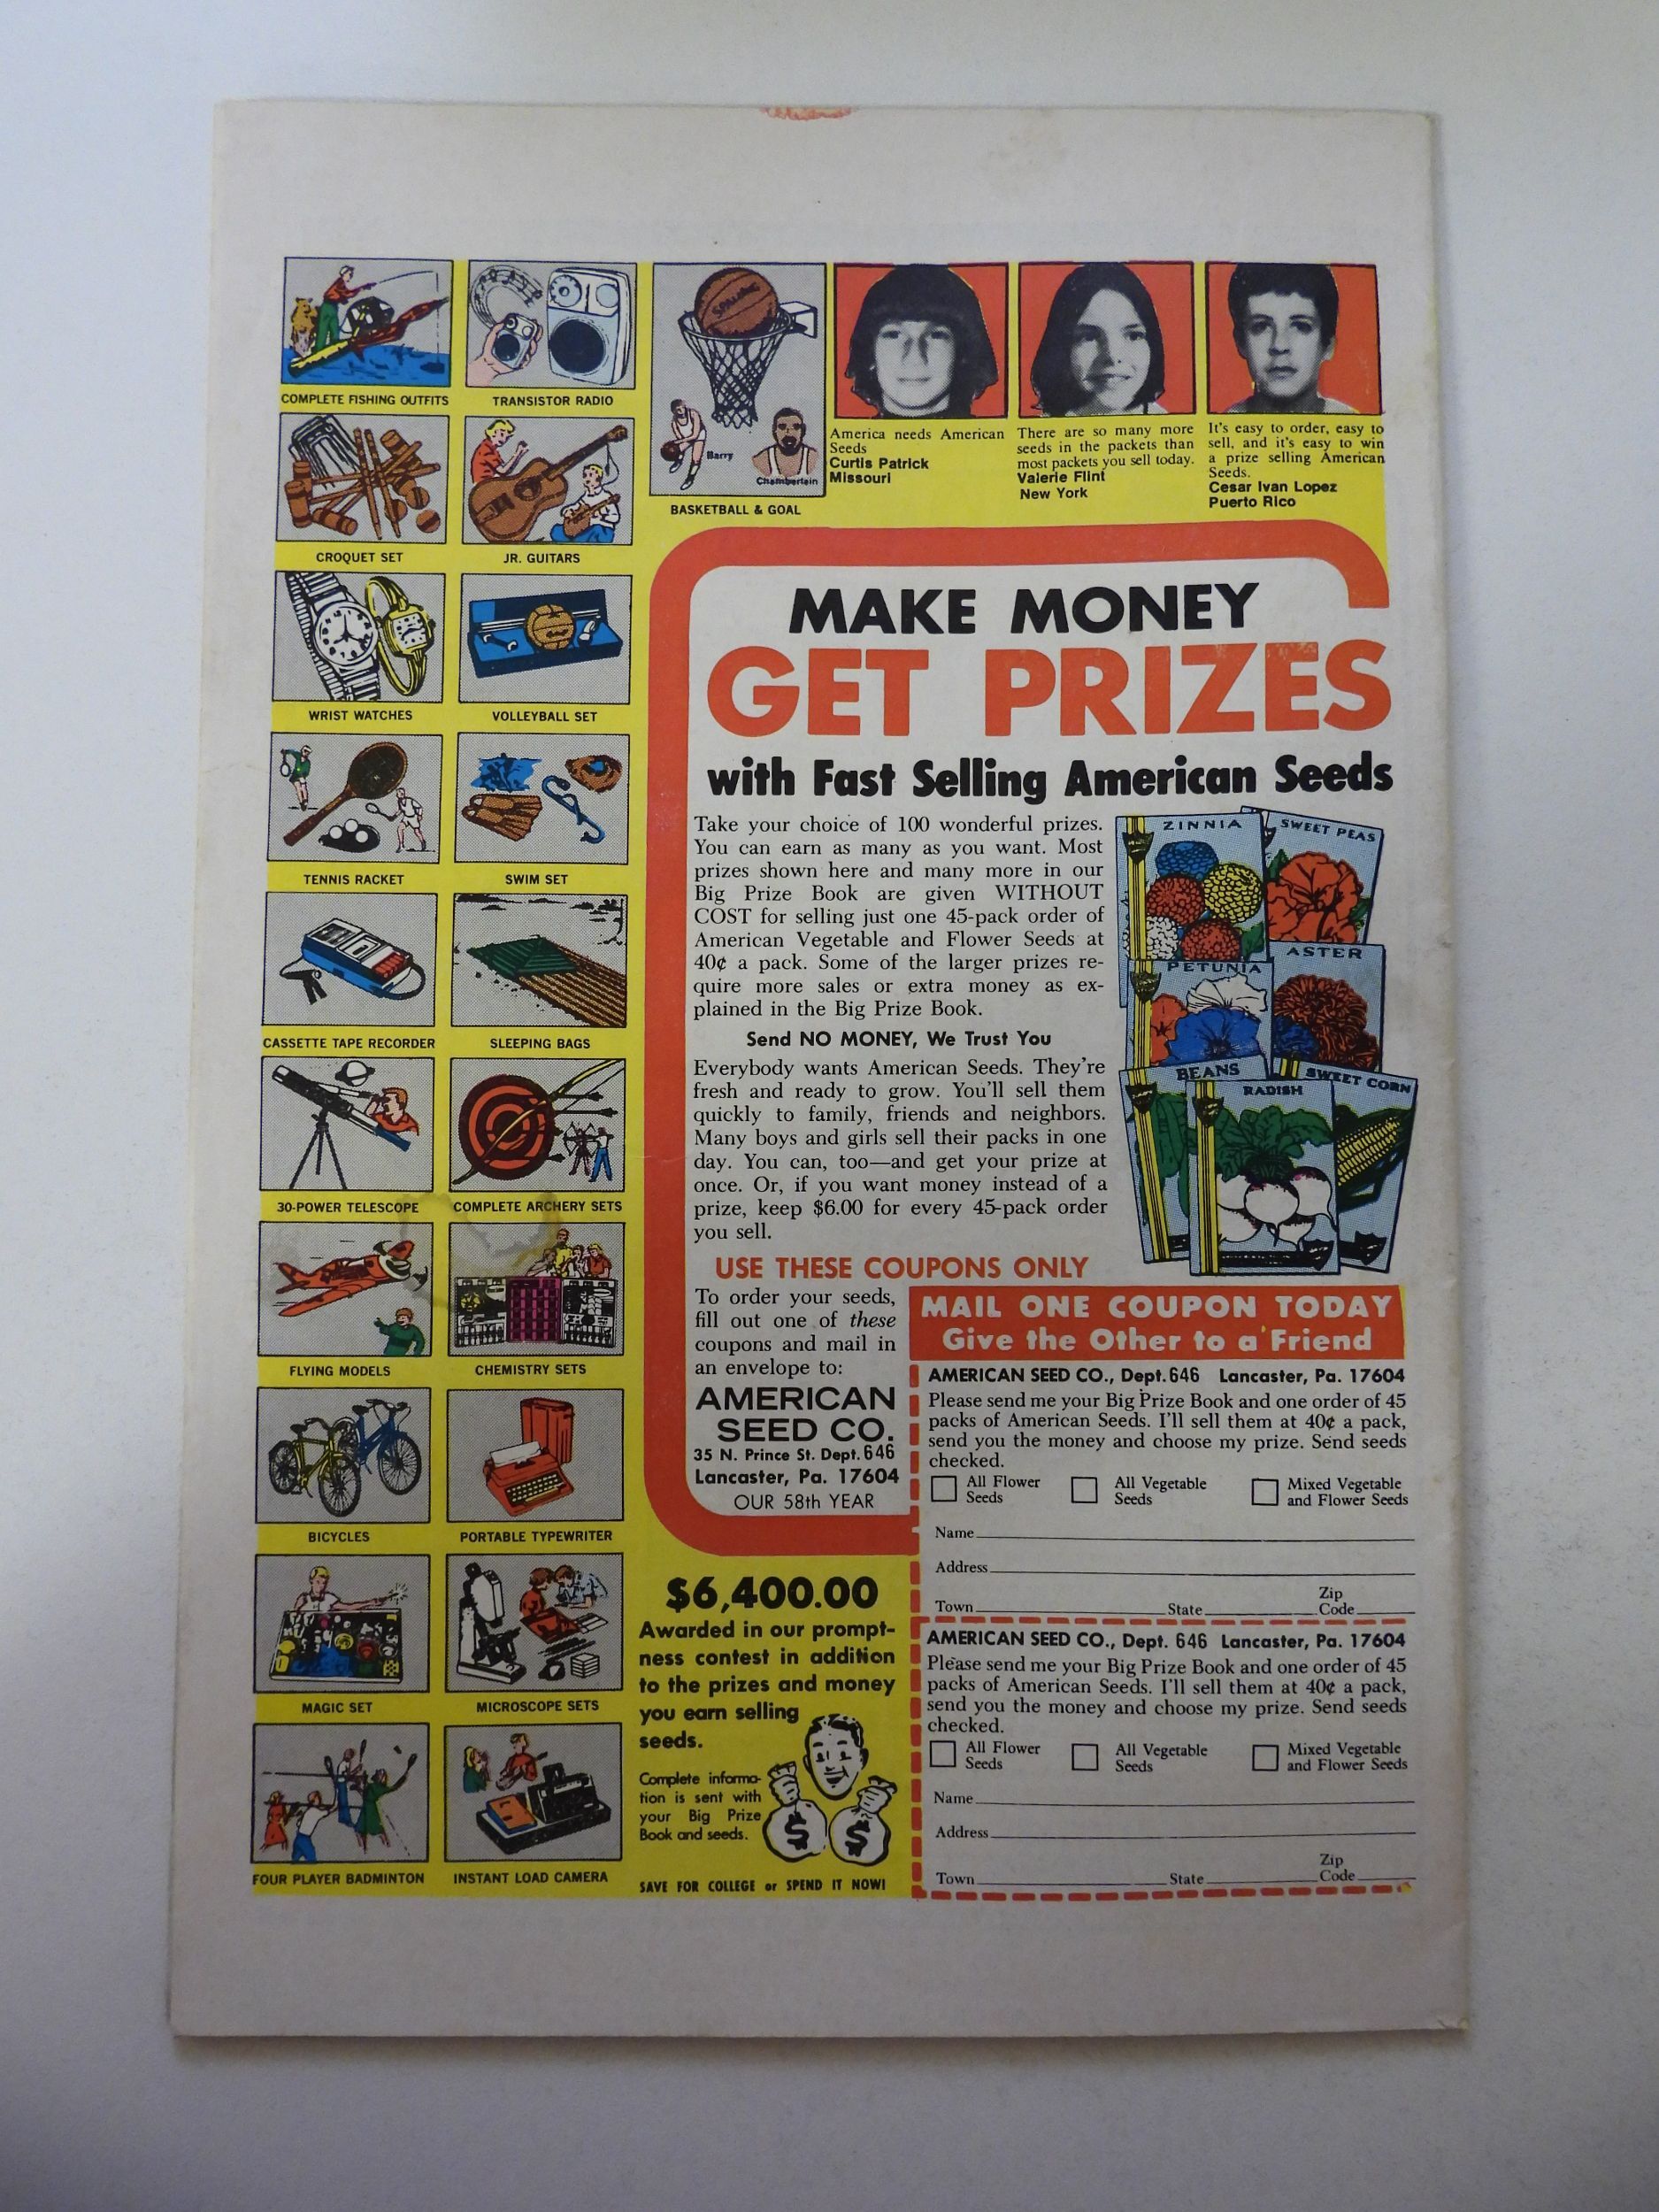 COMPLETE FISHING OUTFITS
TRANSISTOR RADIO
SPALDING
Barry
Chamberlain
BASKETBALL & GOAL
America needs American
Seeds
Curtis Patrick
Missouri
There are so many more
seeds in the packets than
most packets you sell today.
Valerie Flint
New York
It's easy to order, easy to
sell, and it's easy to win
a prize selling American
Seeds.
Cesar Ivan Lopez
Puerto Rico
CROQUET SET
JR. GUITARS
WRIST WATCHES
VOLLEYBALL SET
TENNIS RACKET
SWIM SET
CASSETTE TAPE RECORDER
SLEEPING BAGS
30-POWER TELESCOPE
COMPLETE ARCHERY SETS
FLYING MODELS
CHEMISTRY SETS
BICYCLES
PORTABLE TYPEWRITER
MAGIC SET
MICROSCOPE SETS
FOUR PLAYER BADMINTON
INSTANT LOAD CAMERA
MAKE MONEY
GET PRIZES
with Fast Selling American Seeds
Take your choice of 100 wonderful prizes.
You can earn as many as you want. Most
prizes shown here and many more in our
Big Prize Book are given WITHOUT
COST for selling just one 45-pack order of
American Vegetable and Flower Seeds at
40¢ a pack. Some of the larger prizes re-
quire more sales or extra money as ex-
plained in the Big Prize Book.
Send NO MONEY, We Trust You
Everybody wants American Seeds. They're
fresh and ready to grow. You'll sell them
quickly to family, friends and neighbors.
Many boys and girls sell their packs in one
day. You can, too—and get your prize at
once. Or, if you want money instead of a
prize, keep $6.00 for every 45-pack order
you sell.
ZINNIA
SWEET PEAS
PETUNIA
ASTER
BEANS
RADISH
SWEET CORN
USE THESE COUPONS ONLY
To order your seeds,
fill out one of these
coupons and mail in
an envelope to:
AMERICAN
SEED CO.
35 N. Prince St. Dept. 646
Lancaster, Pa. 17604
OUR 58th YEAR
$6,400.00
Awarded in our prompt-
ness contest in addition
to the prizes and money
you earn selling
seeds.
Complete informa-
tion is sent with
your Big Prize
Book and seeds.
$ $
SAVE FOR COLLEGE or SPEND IT NOW!
MAIL ONE COUPON TODAY
Give the Other to a Friend
AMERICAN SEED CO., Dept. 646 Lancaster, Pa. 17604
Please send me your Big Prize Book and one order of 45
packs of American Seeds. I'll sell them at 40¢ a pack,
send you the money and choose my prize. Send seeds
checked.
All Flower
Seeds
All Vegetable
Seeds
Mixed Vegetable
and Flower Seeds
Name
Address
Town State Zip Code
AMERICAN SEED CO., Dept. 646 Lancaster, Pa. 17604
Please send me your Big Prize Book and one order of 45
packs of American Seeds. I'll sell them at 40¢ a pack,
send you the money and choose my prize. Send seeds
checked.
All Flower
Seeds
All Vegetable
Seeds
Mixed Vegetable
and Flower Seeds
Name
Address
Town State Zip Code